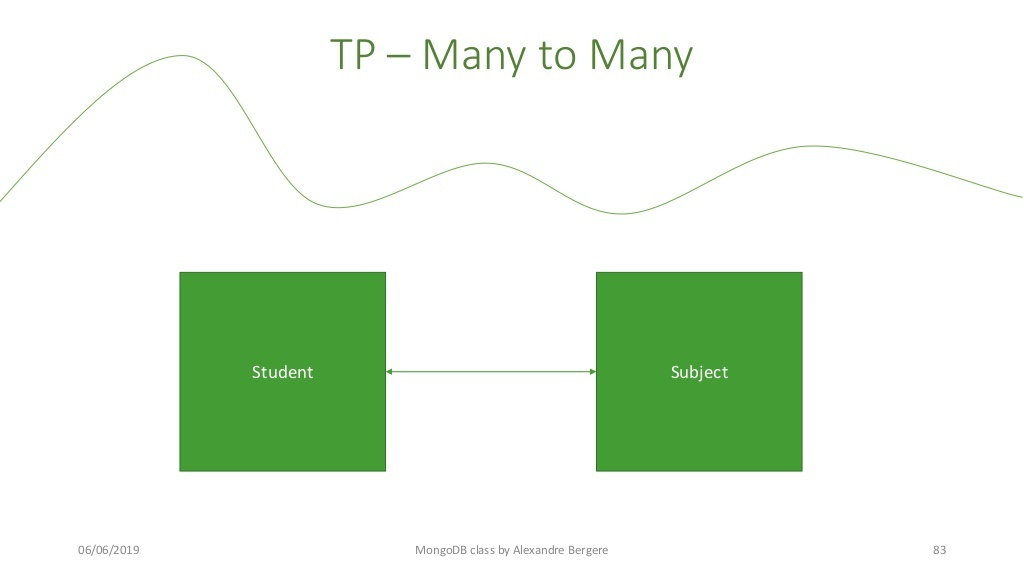 TP – Many to Many
Student
Subject
06/06/2019
MongoDB class by Alexandre Bergere
83